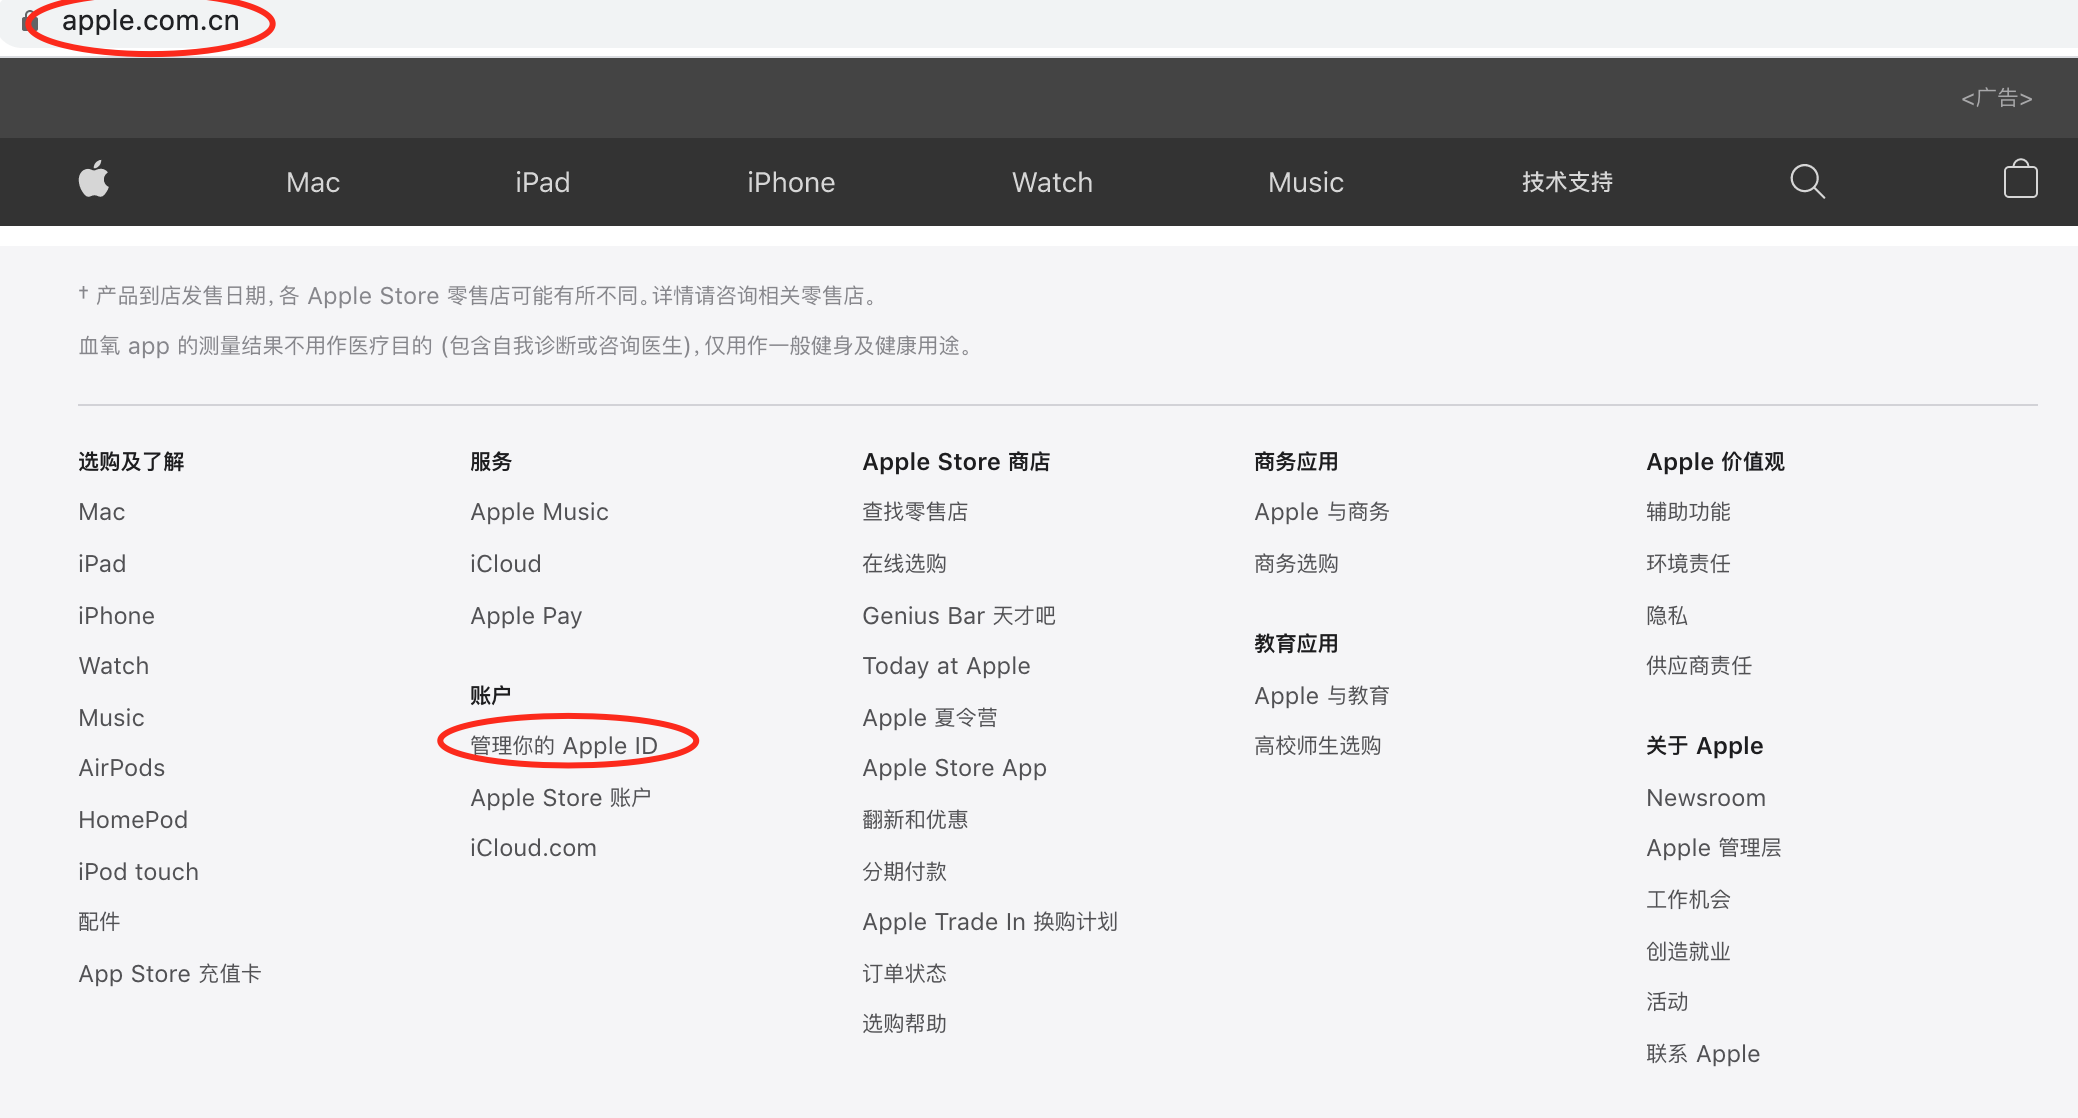 apple.com.cn
<广告>
Mac
iPad
iPhone
Watch
Music
技术支持
† 产品到店发售日期，各 Apple Store 零售店可能有所不同。详情请咨询相关零售店。
血氧 app 的测量结果不用作医疗目的 (包含自我诊断或咨询医生)，仅用作一般健身及健康用途。
选购及了解
Mac
iPad
iPhone
Watch
Music
AirPods
HomePod
iPod touch
配件
App Store 充值卡
服务
Apple Music
iCloud
Apple Pay
账户
管理你的 Apple ID
Apple Store 账户
iCloud.com
Apple Store 商店
查找零售店
在线选购
Genius Bar 天才吧
Today at Apple
Apple 夏令营
Apple Store App
翻新和优惠
分期付款
Apple Trade In 换购计划
订单状态
选购帮助
商务应用
Apple 与商务
商务选购
教育应用
Apple 与教育
高校师生选购
Apple 价值观
辅助功能
环境责任
隐私
供应商责任
关于 Apple
Newsroom
Apple 管理层
工作机会
创造就业
活动
联系 Apple